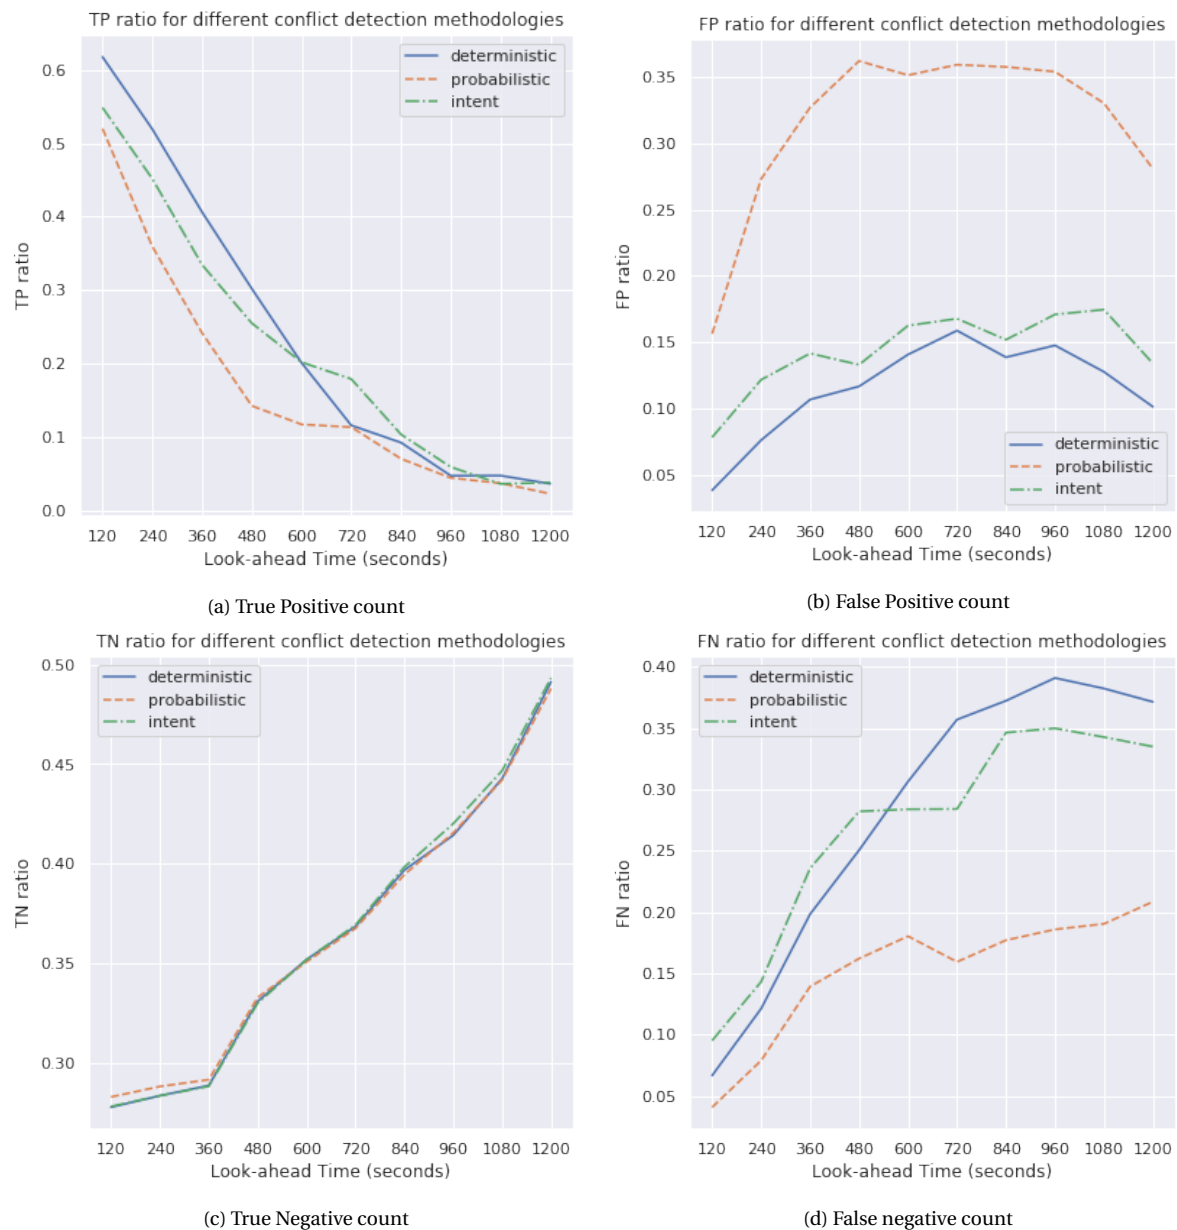 TP ratio for different conflict detection methodologies
deterministic
probabilistic
intent
0.6
0.5
0.4
0.3
0.2
0.1
0.0
TP ratio
120 240 360 480 600 720 840 960 1080 1200
Look-ahead Time (seconds)
(a) True Positive count
FP ratio for different conflict detection methodologies
0.35
0.30
0.25
0.20
0.15
0.10
0.05
FP ratio
deterministic
probabilistic
intent
120 240 360 480 600 720 840 960 1080 1200
Look-ahead Time (seconds)
(b) False Positive count
TN ratio for different conflict detection methodologies
deterministic
probabilistic
intent
0.50
0.45
0.40
0.35
0.30
TN ratio
120 240 360 480 600 720 840 960 1080 1200
Look-ahead Time (seconds)
(c) True Negative count
FN ratio for different conflict detection methodologies
deterministic
probabilistic
intent
0.40
0.35
0.30
0.25
0.20
0.15
0.10
0.05
FN ratio
120 240 360 480 600 720 840 960 1080 1200
Look-ahead Time (seconds)
(d) False negative count